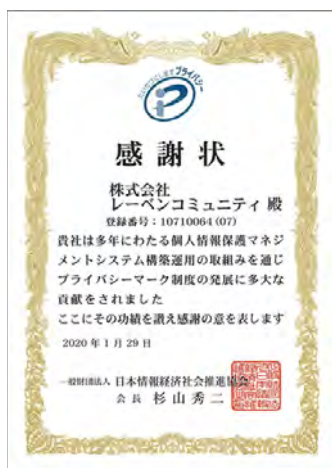 たいせつにしますプライバシー
感謝状
株式会社
レーベンコミュニティ 殿
登録番号：10710064 (07)
貴社は多年にわたる個人情報保護マネジ
メントシステム構築運用の取組みを通じ
プライバシーマーク制度の発展に多大な
貢献をされました
ここにその功績を讃え感謝の意を表します
2020 年 1 月 29 日
一般財団法人 日本情報経済社会推進協会
会 長 杉 山 秀 二